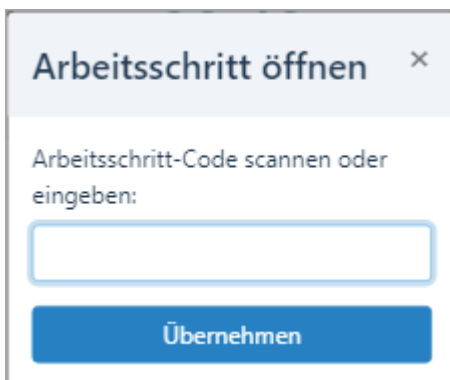 Arbeitsschritt öffnen ×
Arbeitsschritt-Code scannen oder
eingeben:
Übernehmen